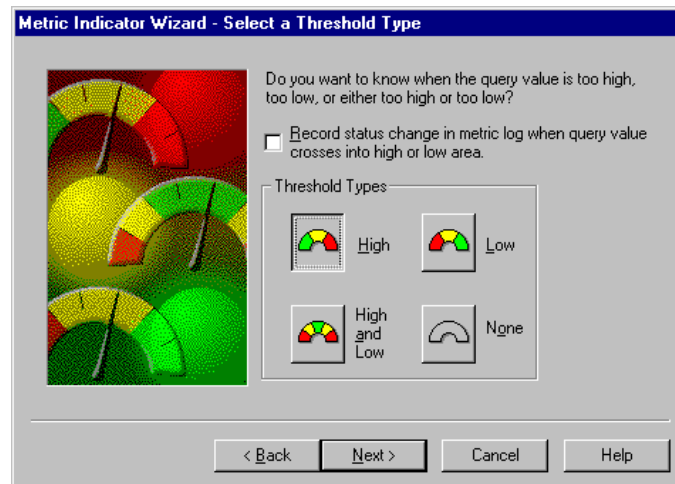 Metric Indicator Wizard - Select a Threshold Type
Do you want to know when the query value is too high,
too low, or either too high or too low?
Record status change in metric log when query value
crosses into high or low area.
Threshold Types
High
Low
High
and
Low
None
< Back
Next >
Cancel
Help